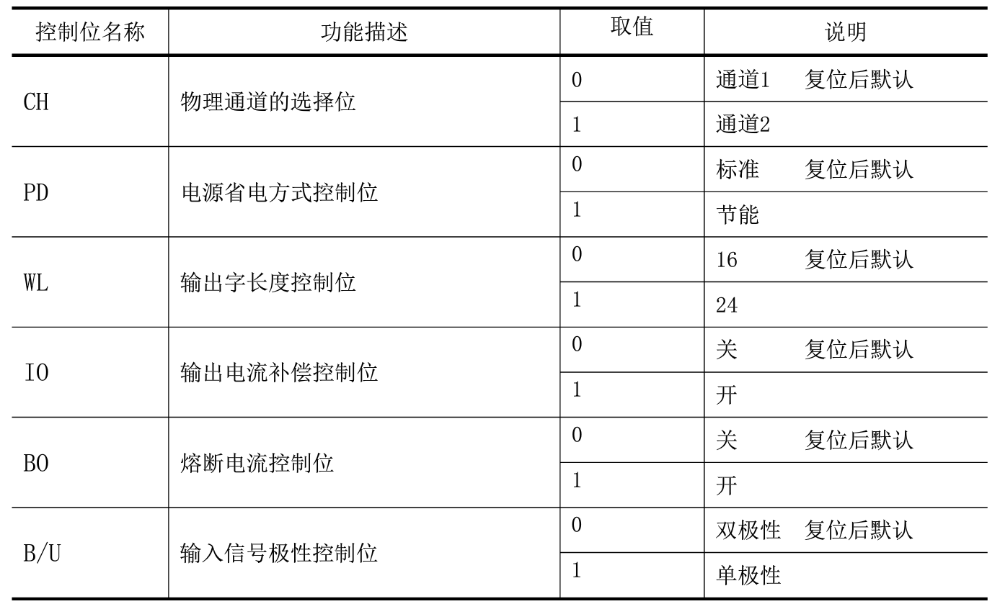 控制位名称 功能描述 取值 说明
CH 物理通道的选择位 0 通道1 复位后默认
1 通道2
PD 电源省电方式控制位 0 标准 复位后默认
1 节能
WL 输出字长度控制位 0 16 复位后默认
1 24
IO 输出电流补偿控制位 0 关 复位后默认
1 开
BO 熔断电流控制位 0 关 复位后默认
1 开
B/U 输入信号极性控制位 0 双极性 复位后默认
1 单极性